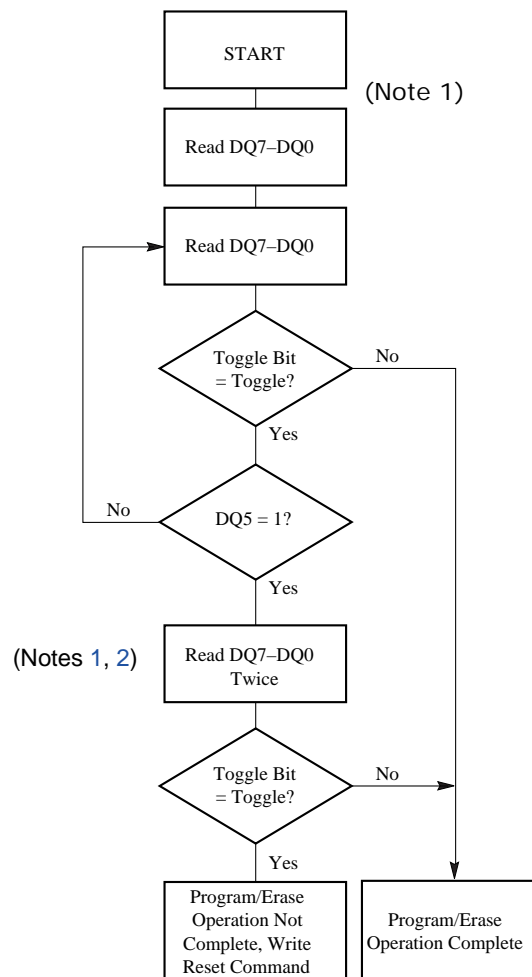 START
(Note 1)
Read DQ7–DQ0
Read DQ7–DQ0
Toggle Bit
= Toggle?
No
Yes
No
DQ5 = 1?
Yes
(Notes 1, 2)
Read DQ7–DQ0
Twice
Toggle Bit
= Toggle?
No
Yes
Program/Erase
Operation Not
Complete, Write
Reset Command
Program/Erase
Operation Complete